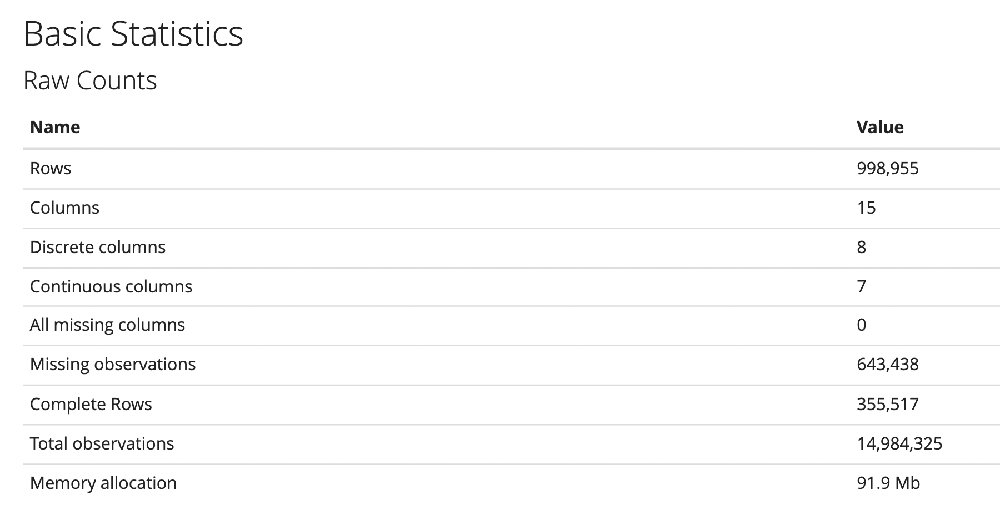 Basic Statistics
Raw Counts
Name Value
Rows 998,955
Columns 15
Discrete columns 8
Continuous columns 7
All missing columns 0
Missing observations 643,438
Complete Rows 355,517
Total observations 14,984,325
Memory allocation 91.9 Mb